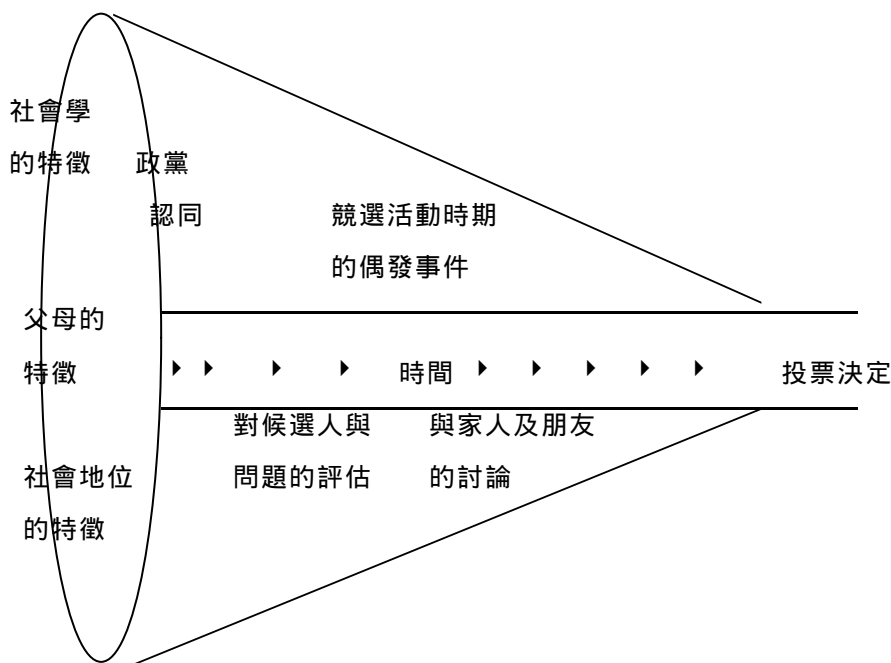 社會學
的特徵
政黨
認同
競選活動時期
的偶發事件
父母的
特徵
時間
投票決定
對候選人與
問題的評估
與家人及朋友
的討論
社會地位
的特徵